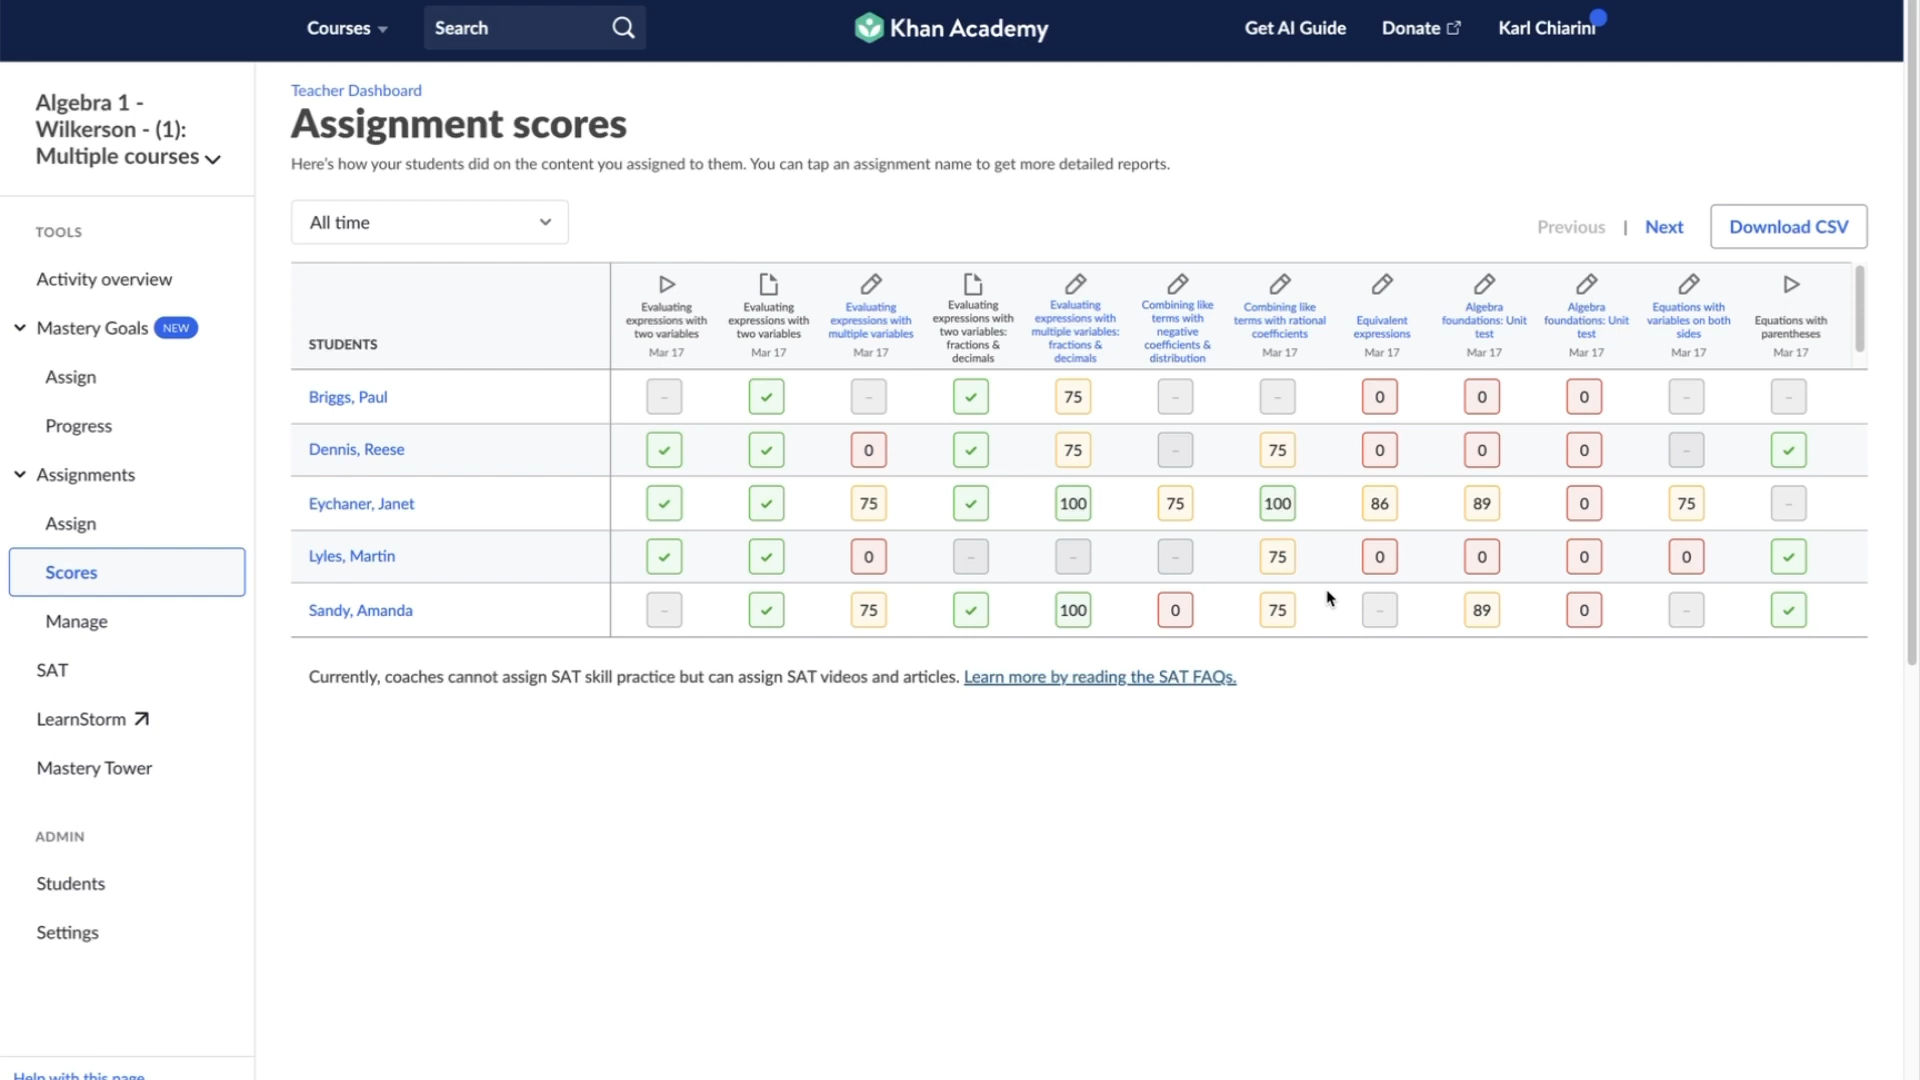 Courses
Search
Khan Academy
Get AI Guide
Donate
Karl Chiarini
Algebra 1 -
Wilkerson - (1):
Multiple courses
TOOLS
Activity overview
Mastery Goals NEW
Assign
Progress
Assignments
Assign
Scores
Manage
SAT
LearnStorm
Mastery Tower
ADMIN
Students
Settings
Help with this page
Teacher Dashboard
Assignment scores
Here's how your students did on the content you assigned to them. You can tap an assignment name to get more detailed reports.
All time
Previous | Next
Download CSV
STUDENTS
Evaluating
expressions with
two variables
Mar 17
Evaluating
expressions with
two variables
Mar 17
Evaluating
expressions with
multiple variables
Mar 17
Evaluating
expressions with
two variables:
fractions &
decimals
Evaluating
expressions with
multiple variables:
fractions &
decimals
Combining like
terms with
negative
coefficients &
distribution
Combining like
terms with rational
coefficients
Mar 17
Equivalent
expressions
Mar 17
Algebra
foundations: Unit
test
Mar 17
Algebra
foundations: Unit
test
Mar 17
Equations with
variables on both
sides
Mar 17
Equations with
parentheses
Mar 17
Briggs, Paul – ✓ – ✓ 75 – – 0 0 0 – –
Dennis, Reese ✓ ✓ 0 ✓ 75 – 75 0 0 0 – ✓
Eychaner, Janet ✓ ✓ 75 ✓ 100 75 100 86 89 0 75 –
Lyles, Martin ✓ ✓ 0 – – – 75 0 0 0 0 ✓
Sandy, Amanda – ✓ 75 ✓ 100 0 75 – 89 0 – ✓
Currently, coaches cannot assign SAT skill practice but can assign SAT videos and articles. Learn more by reading the SAT FAQs.